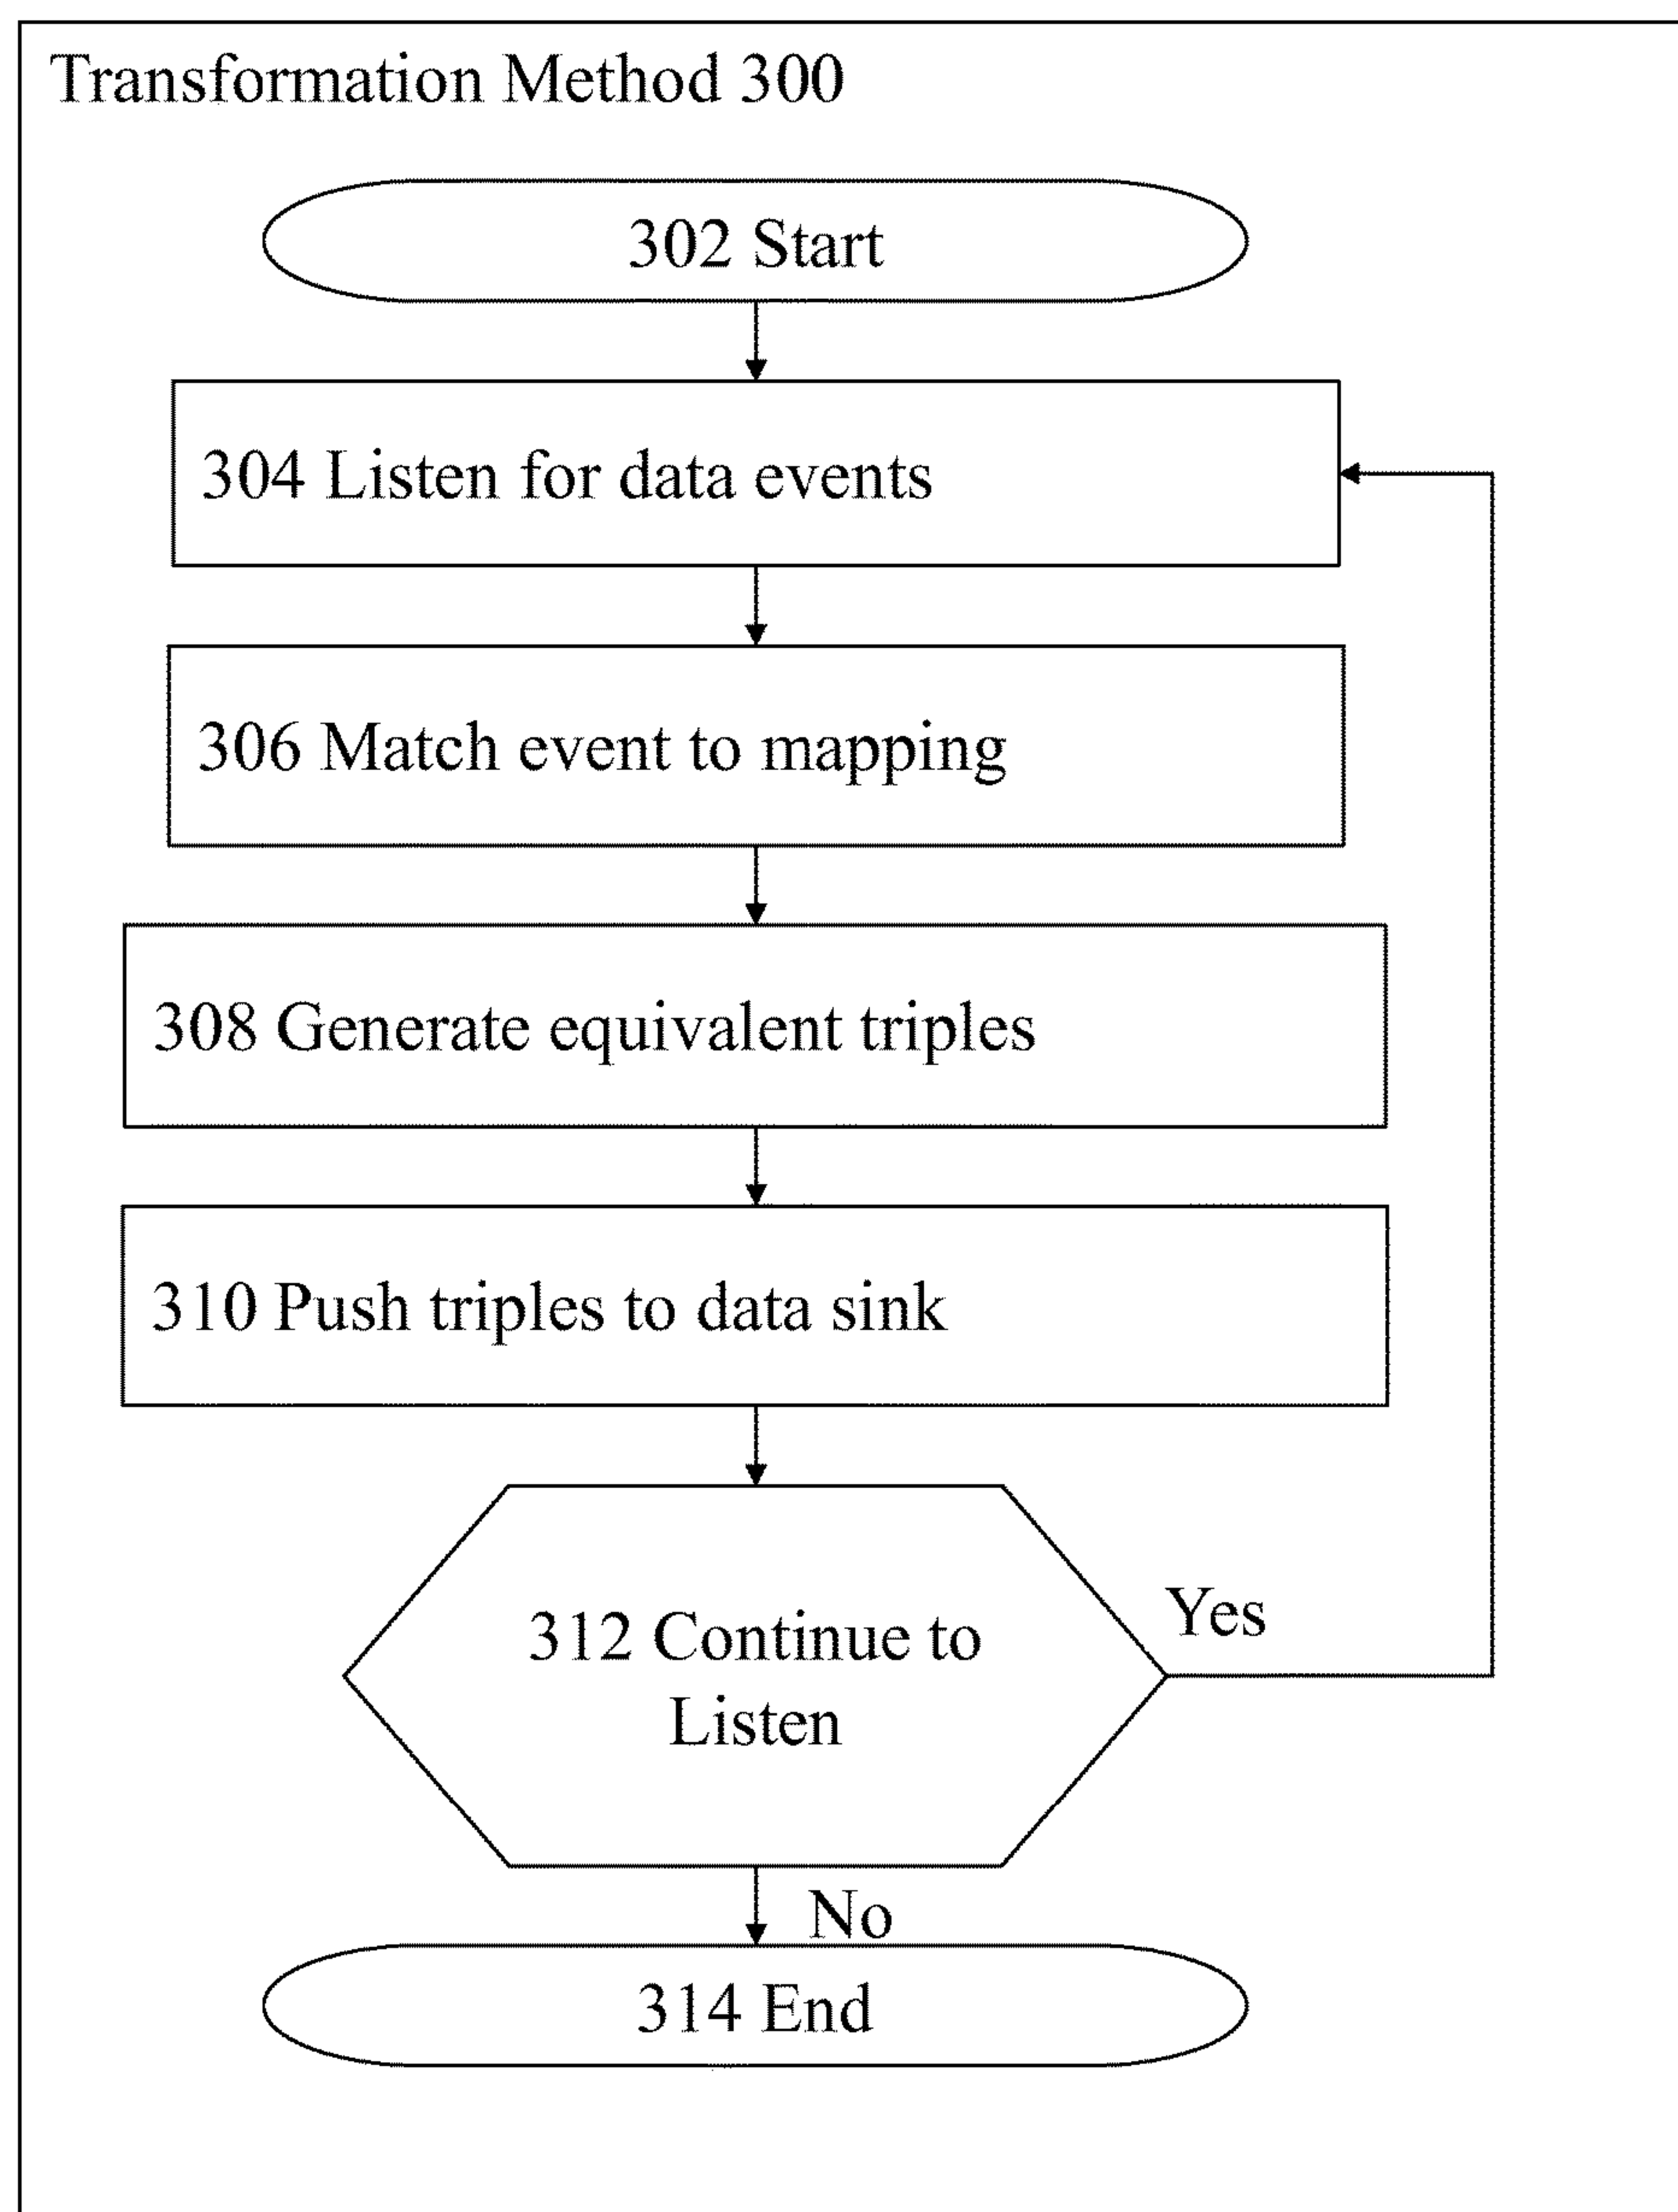 Transformation Method 300
302 Start
304 Listen for data events
306 Match event to mapping
308 Generate equivalent triples
310 Push triples to data sink
312 Continue to
Listen
Yes
No
314 End